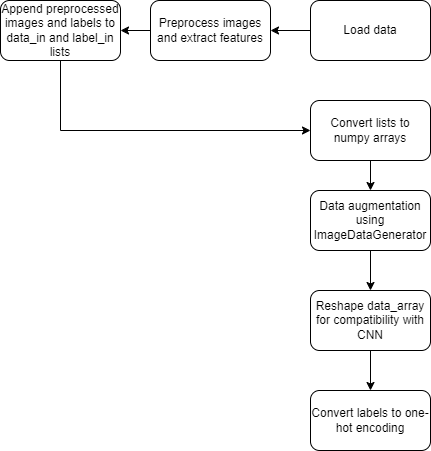 Append preprocessed
images and labels to
data_in and label_in
lists
Preprocess images
and extract features
Load data
Convert lists to
numpy arrays
Data augmentation
using
ImageDataGenerator
Reshape data_array
for compatibility with
CNN
Convert labels to one-
hot encoding